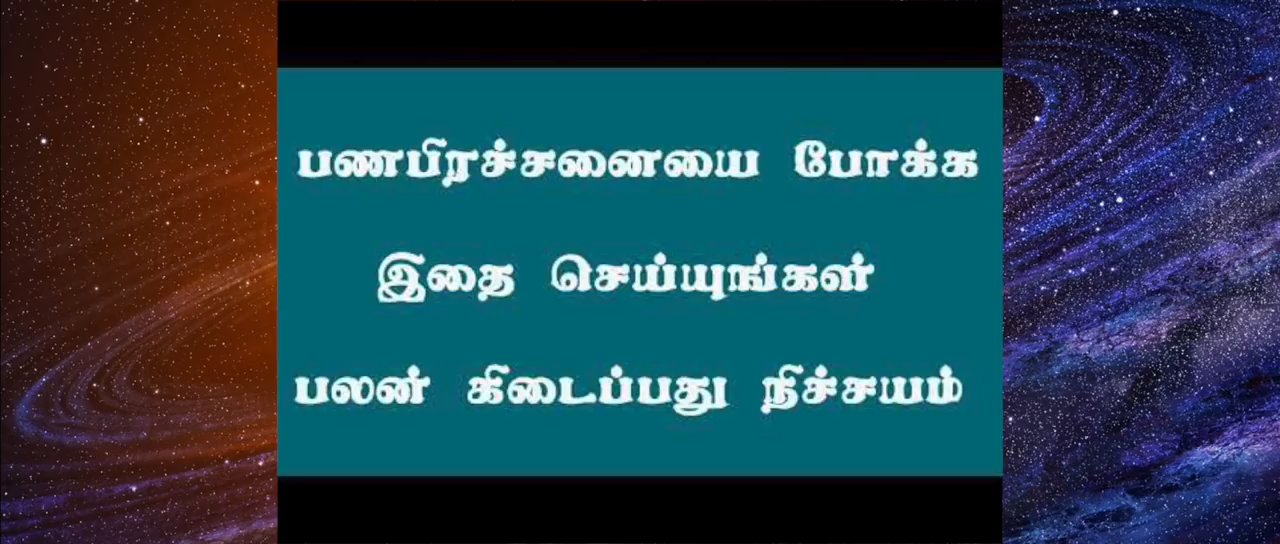 பணபிரச்சனையை போக்க
இதை செய்யுங்கள்
பலன் கிடைப்பது நிச்சயம்